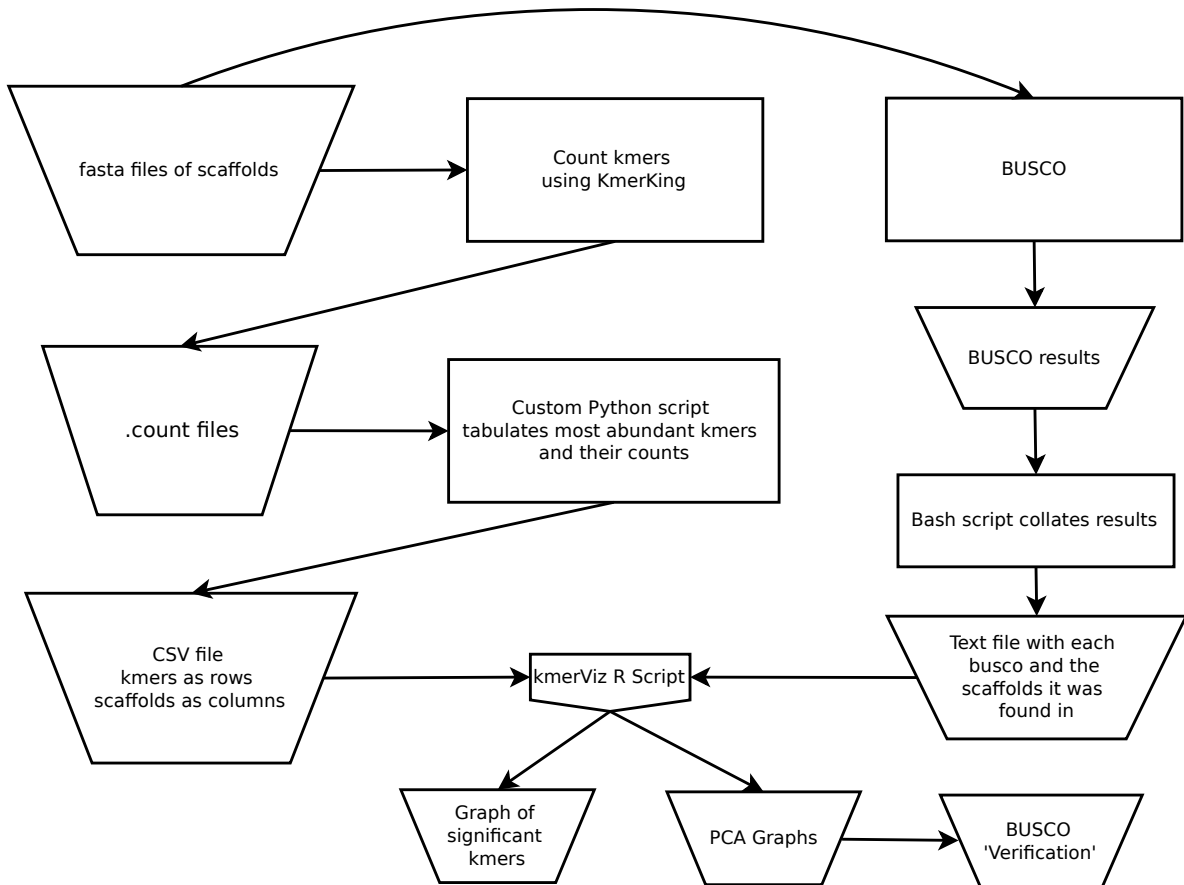 fasta files of scaffolds
Count kmers
using KmerKing
BUSCO
BUSCO results
.count files
Custom Python script
tabulates most abundant kmers
and their counts
Bash script collates results
CSV file
kmers as rows
scaffolds as columns
kmerViz R Script
Text file with each
busco and the
scaffolds it was
found in
Graph of
significant
kmers
PCA Graphs
BUSCO
'Verification'